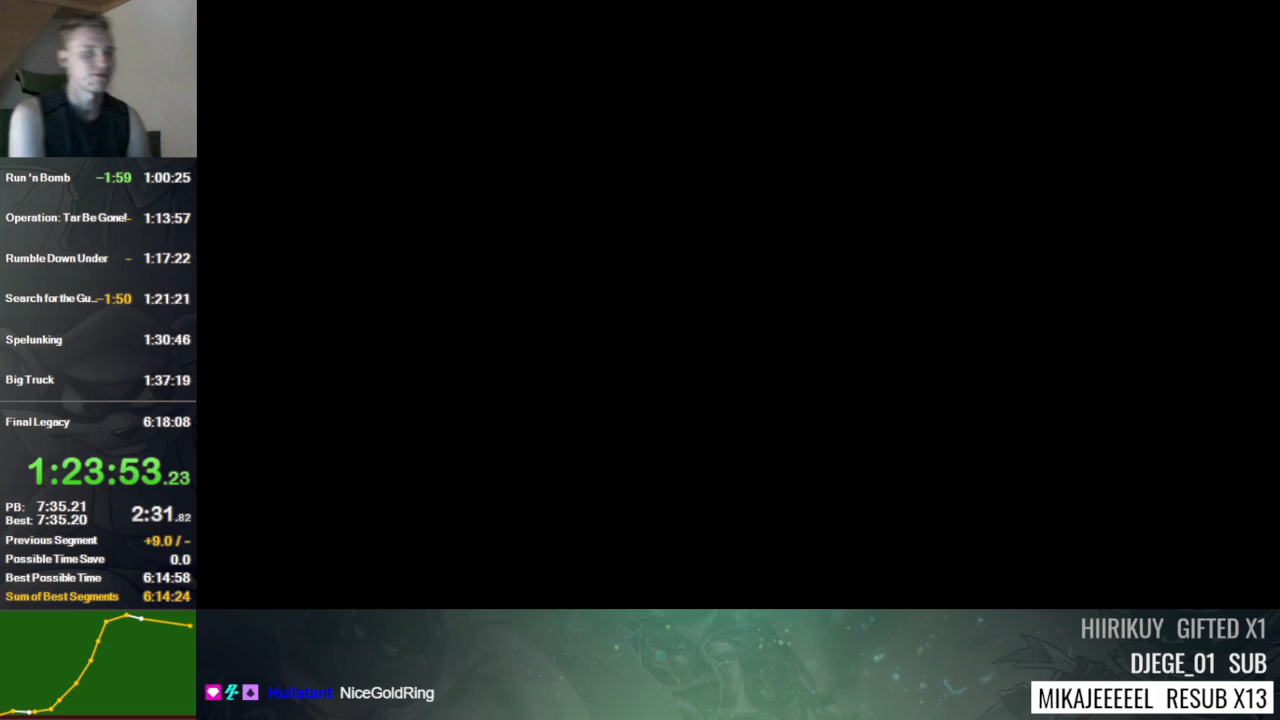 Run 'n Bomb -1:59 1:00:25
Operation: Tar Be Gone!- 1:13:57
Rumble Down Under - 1:17:22
Search for the Gu...-1:50 1:21:21
Spelunking 1:30:46
Big Truck 1:37:19
Final Legacy 6:18:08
1:23:53.23
PB: 7:35.21
Best: 7:35.20
2:31.82
Previous Segment +9.0 / -
Possible Time Save 0.0
Best Possible Time 6:14:58
Sum of Best Segments 6:14:24
HIIRIKUY GIFTED X1
DJEGE_01 SUB
MIKAJEEEEEL RESUB X13
Hullstant NiceGoldRing